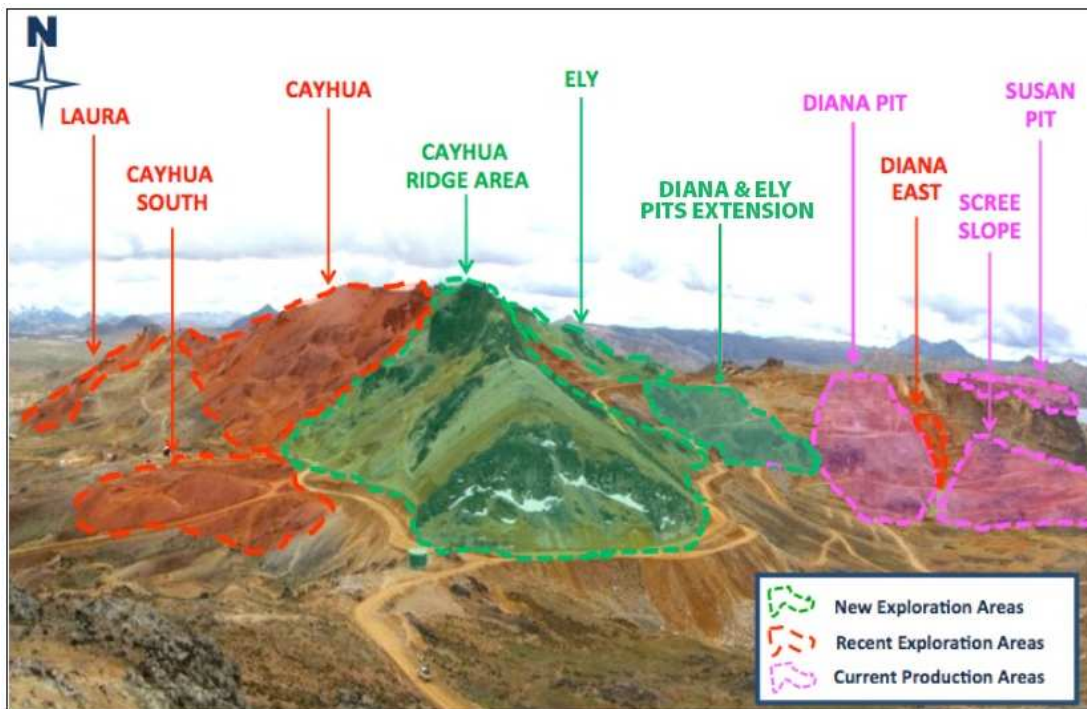 N
LAURA
CAYHUA
SOUTH
CAYHUA
CAYHUA
RIDGE AREA
ELY
DIANA & ELY
PITS EXTENSION
DIANA PIT
DIANA
EAST
SCREE
SLOPE
SUSAN
PIT
New Exploration Areas
Recent Exploration Areas
Current Production Areas